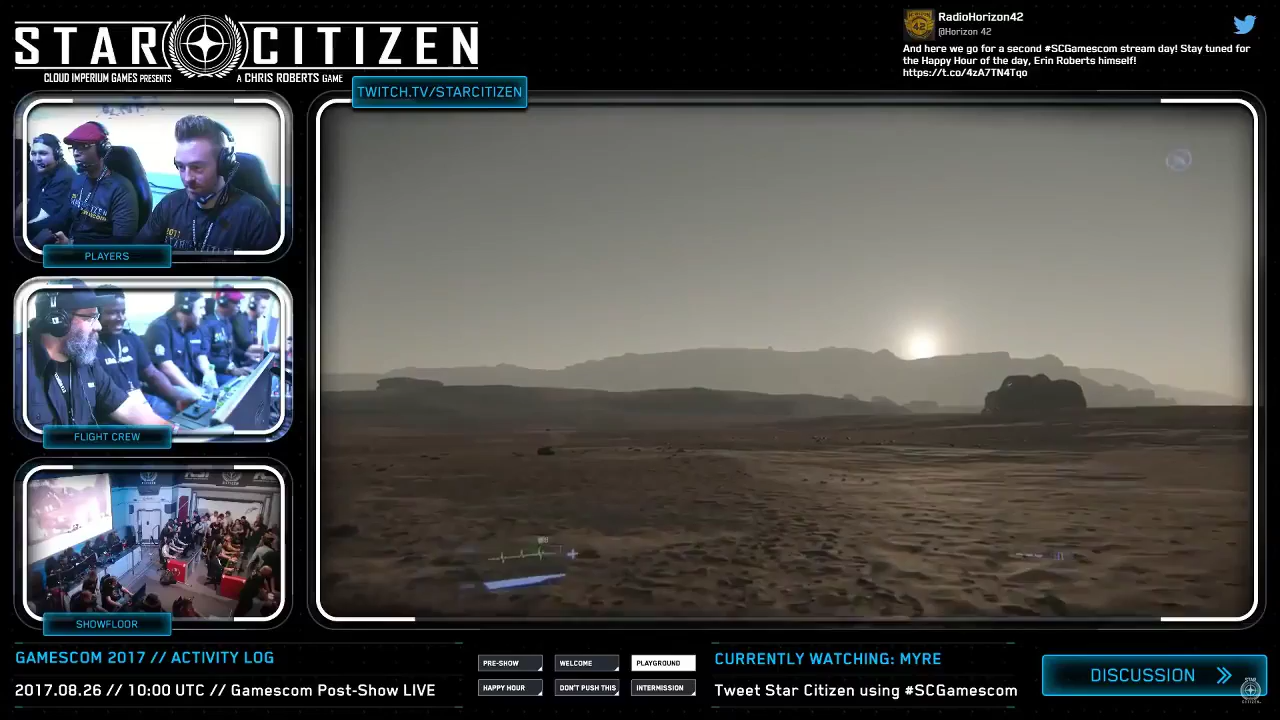 STAR CITIZEN
CLOUD IMPERIUM GAMES PRESENTS A CHRIS ROBERTS GAME
RadioHorizon42
@Horizon 42
And here we go for a second #SCGamescom stream day! Stay tuned for
the Happy Hour of the day, Erin Roberts himself!
https://t.co/4zA7TN4Tqo
TWITCH.TV/STARCITIZEN
PLAYERS
FLIGHT CREW
SHOWFLOOR
GAMESCOM 2017 // ACTIVITY LOG
2017.08.26 // 10:00 UTC // Gamescom Post-Show LIVE
PRE-SHOW
WELCOME
PLAYGROUND
HAPPY HOUR
DON'T PUSH THIS
INTERMISSION
CURRENTLY WATCHING: MYRE
Tweet Star Citizen using #SCGamescom
DISCUSSION